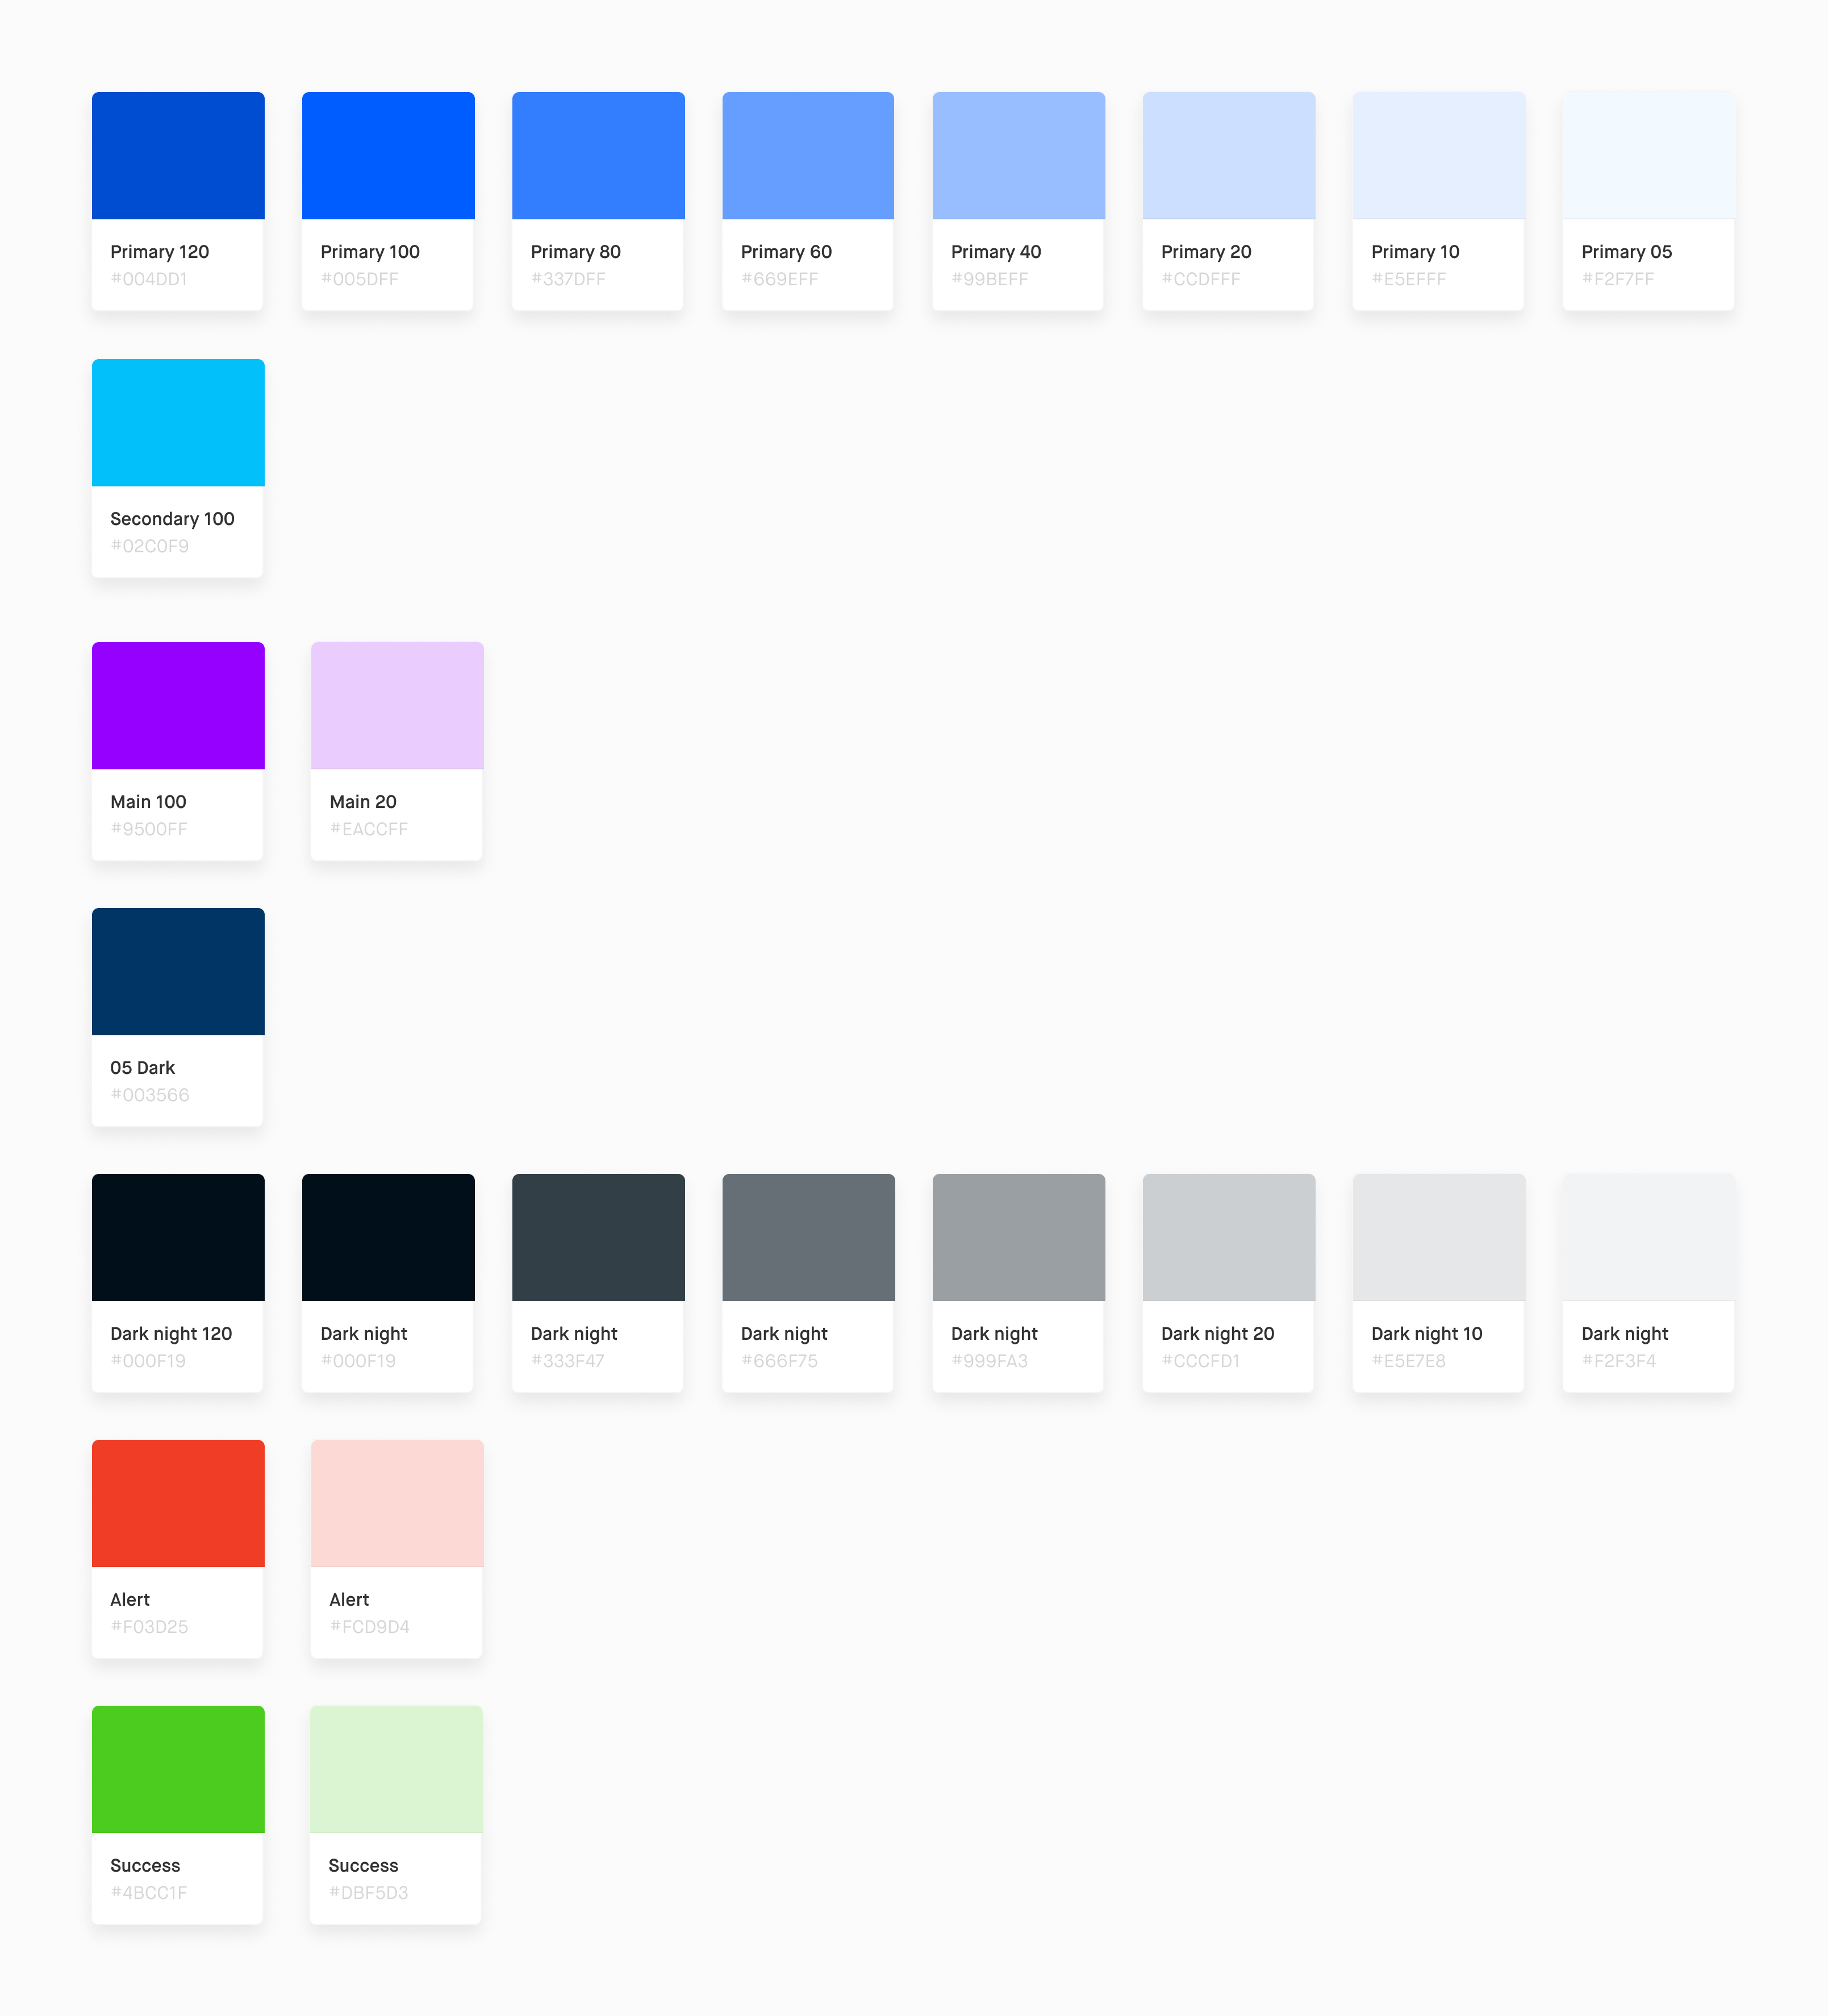 Primary 120
#004DD1
Primary 100
#005DFF
Primary 80
#337DFF
Primary 60
#669EFF
Primary 40
#99BEFF
Primary 20
#CCDFFF
Primary 10
#E5EFFF
Primary 05
#F2F7FF
Secondary 100
#02C0F9
Main 100
#9500FF
Main 20
#EACCFF
05 Dark
#003566
Dark night 120
#000F19
Dark night
#000F19
Dark night
#333F47
Dark night
#666F75
Dark night
#999FA3
Dark night 20
#CCCFD1
Dark night 10
#E5E7E8
Dark night
#F2F3F4
Alert
#F03D25
Alert
#FCD9D4
Success
#4BCC1F
Success
#DBF5D3